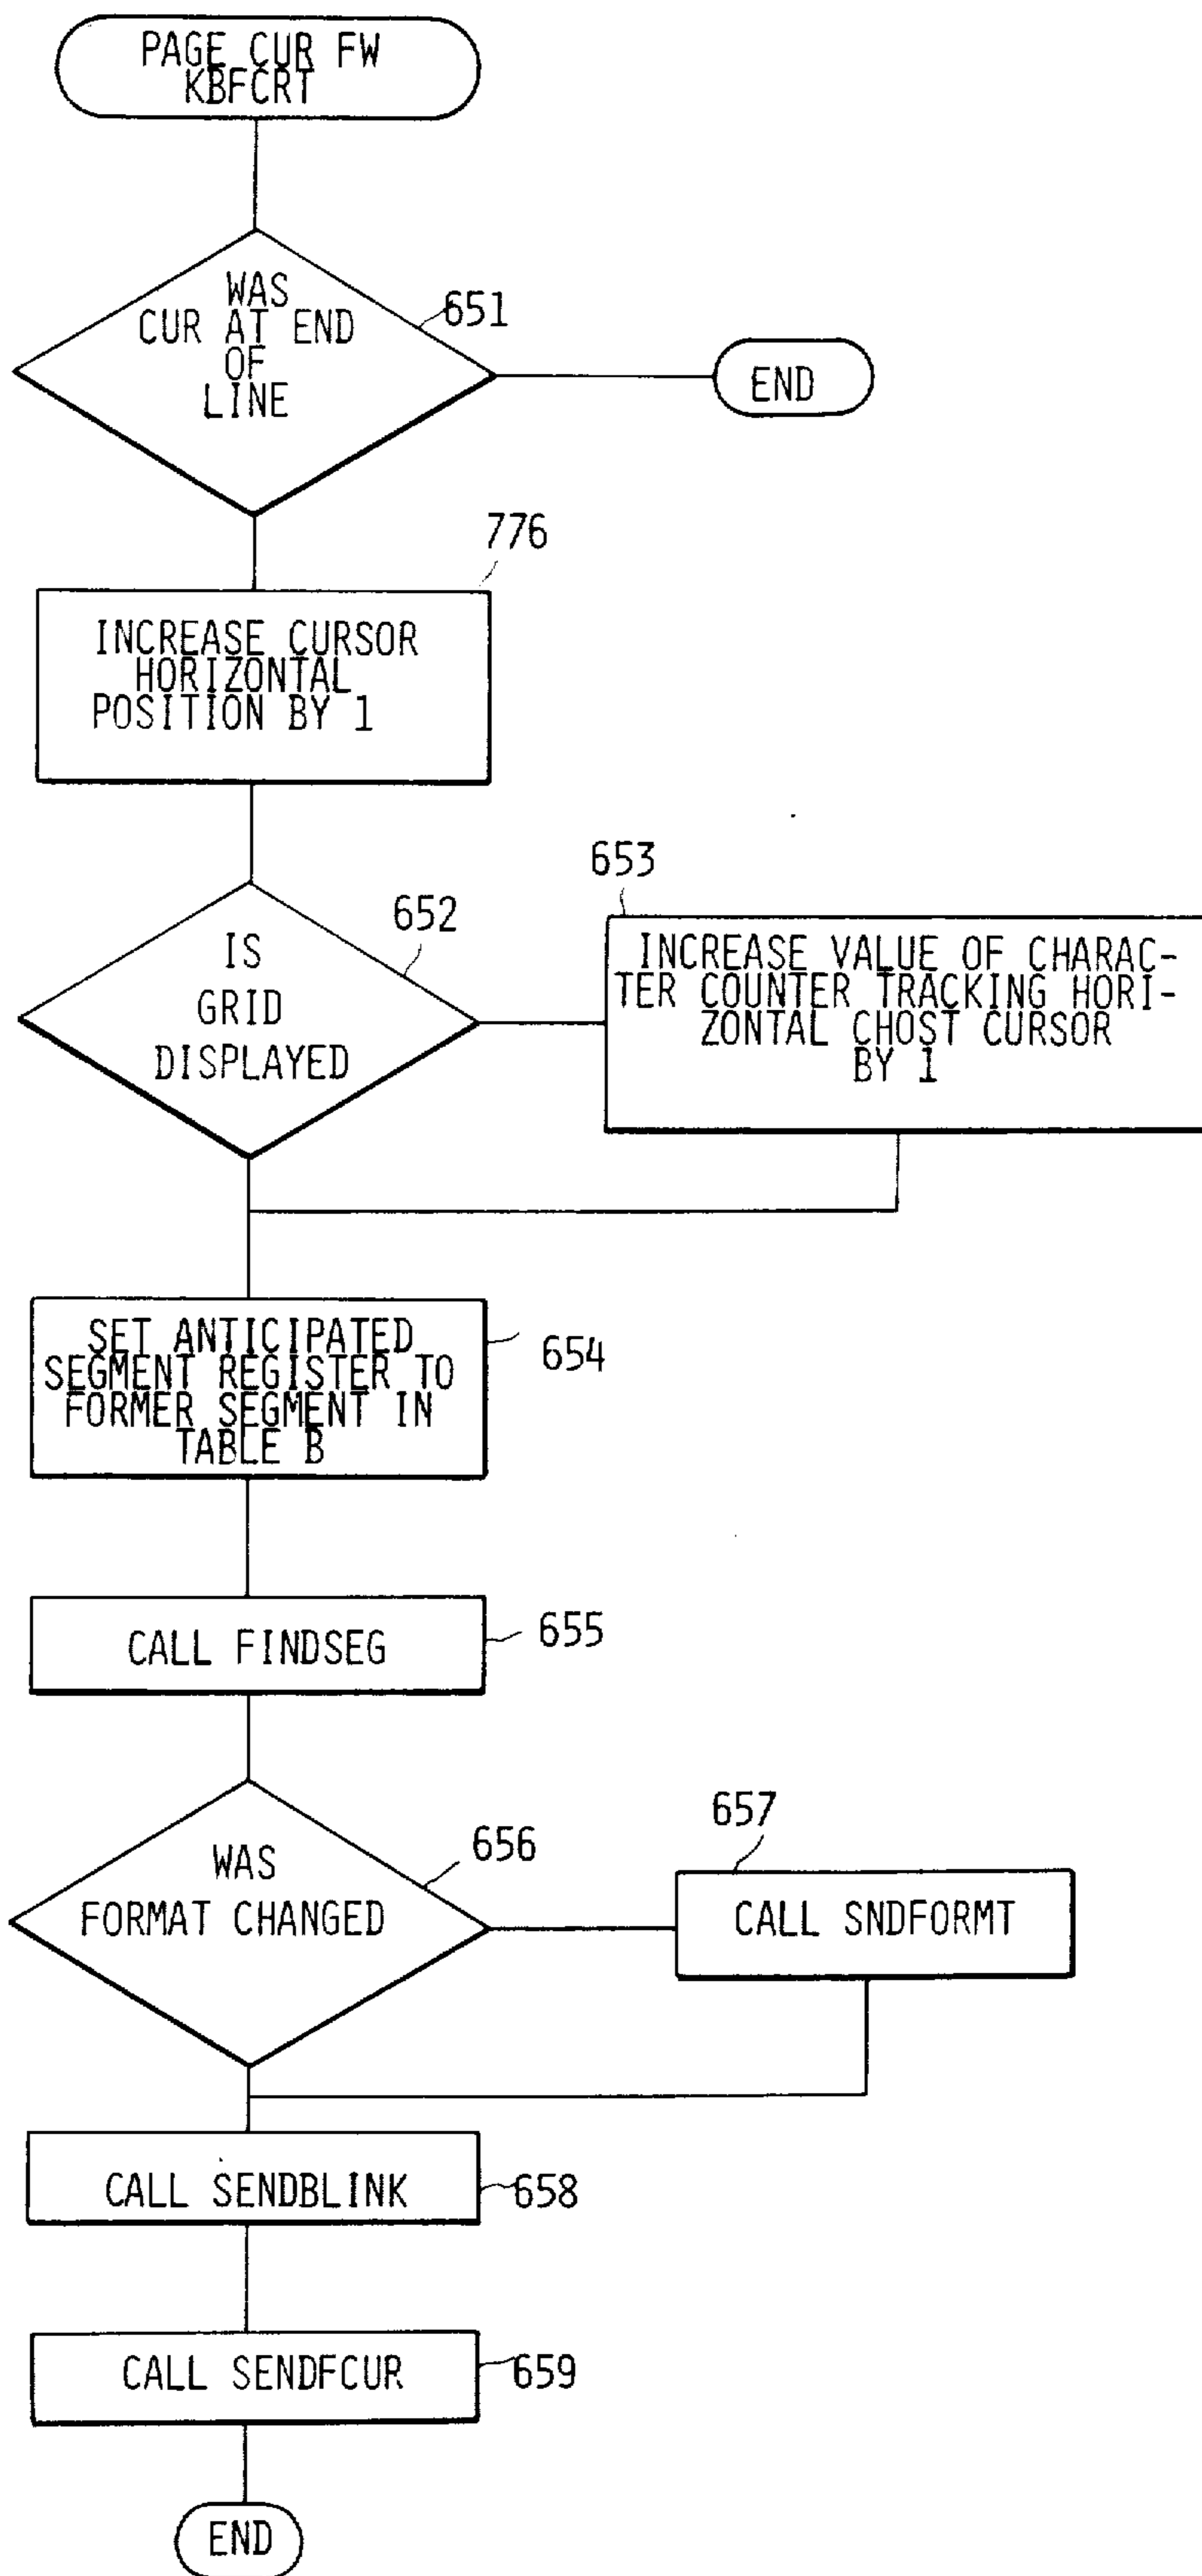 PAGE CUR FW
KBFCRT
WAS
CUR AT END
OF
LINE
651
END
776
INCREASE CURSOR
HORIZONTAL
POSITION BY 1
653
652
IS
GRID
DISPLAYED
INCREASE VALUE OF CHARAC-
TER COUNTER TRACKING HORI-
ZONTAL CHOST CURSOR
BY 1
SET ANTICIPATED
SEGMENT REGISTER TO
FORMER SEGMENT IN
TABLE B
654
CALL FINDSEG
655
WAS
FORMAT CHANGED
656
657
CALL SNDFORMT
CALL SENDBLINK
658
CALL SENDFCUR
659
END